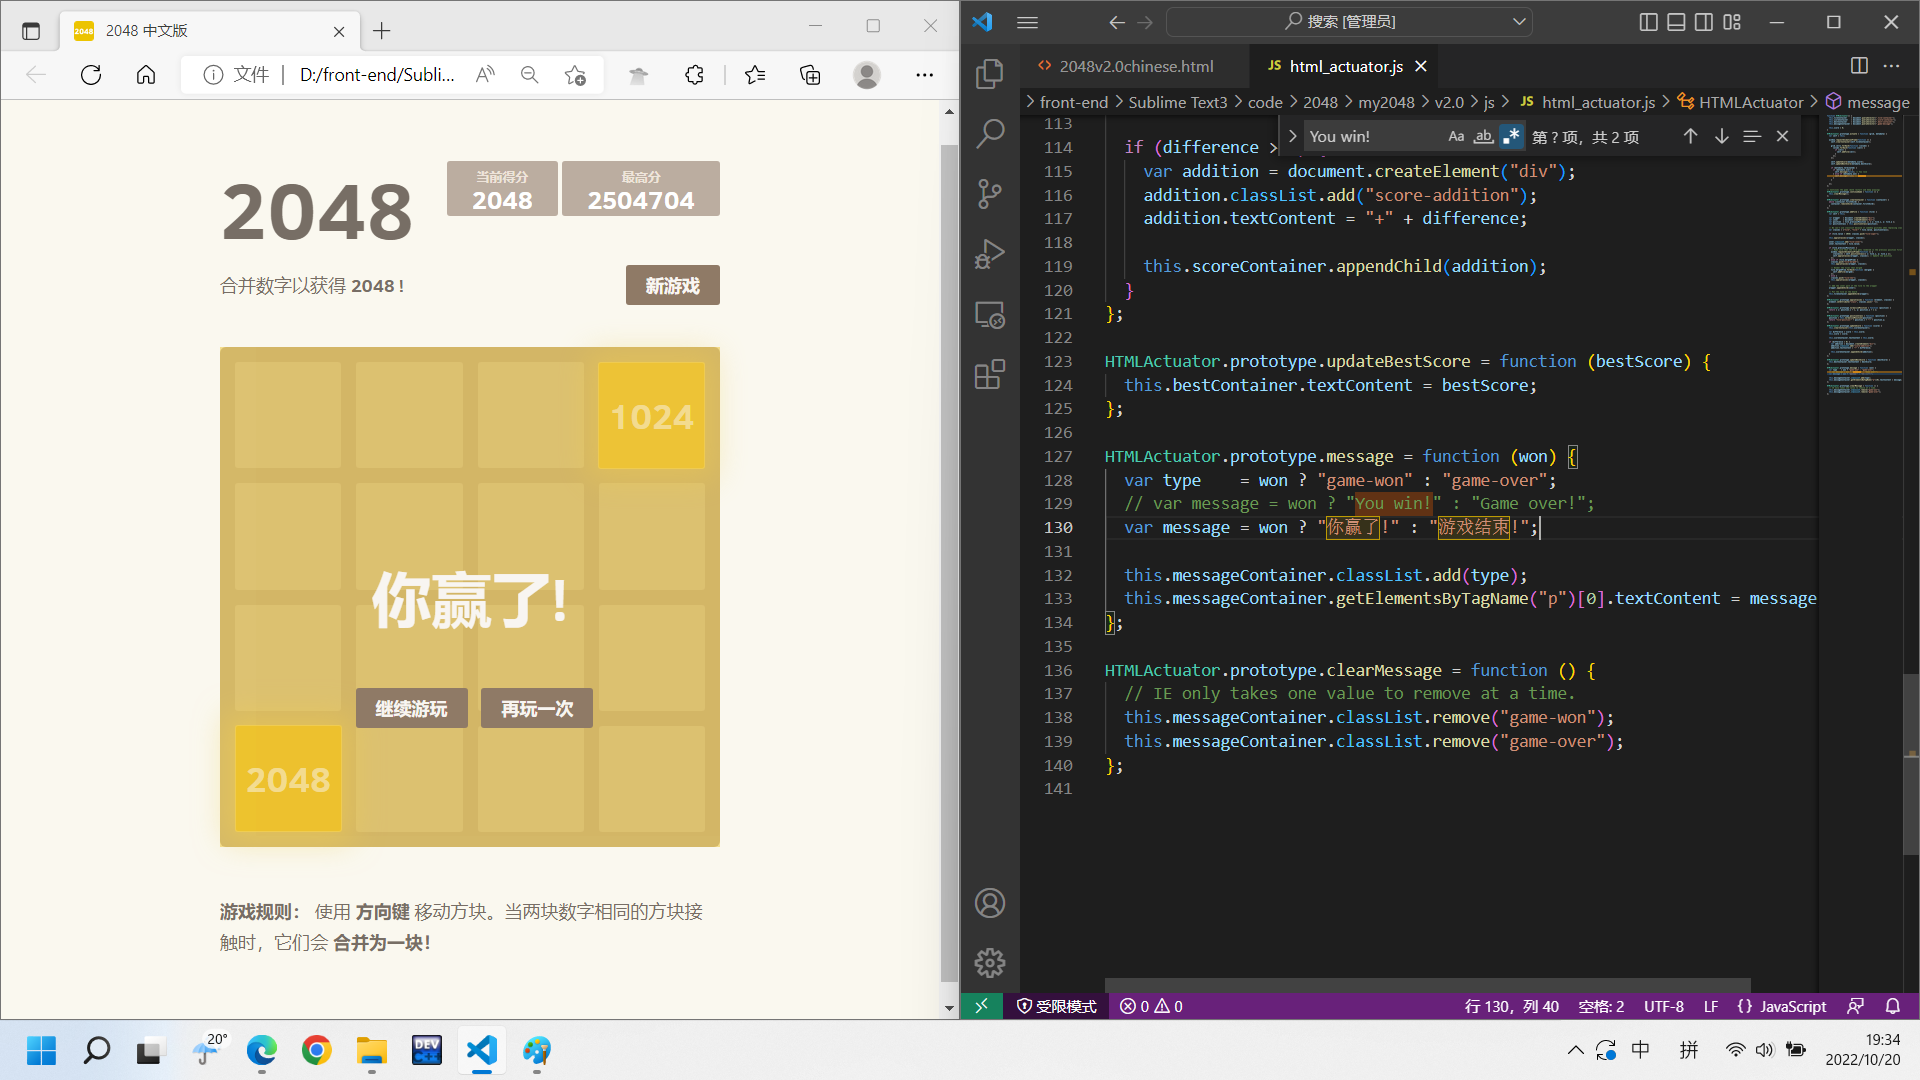 2048 中文版
文件
D:/front-end/Subli...
2048
当前得分
2048
最高分
2504704
合并数字以获得 2048 !
新游戏
1024
你赢了!
继续游玩
再玩一次
2048
游戏规则： 使用 方向键 移动方块。当两块数字相同的方块接
触时，它们会 合并为一块!
搜索 [管理员]
2048v2.0chinese.html
JS html_actuator.js
front-end > Sublime Text3 > code > 2048 > my2048 > v2.0 > js > JS html_actuator.js > HTMLActuator > message
You win!
Aa ab .*
第 ? 项，共 2 项
113
114 if (difference >
115 var addition = document.createElement("div");
116 addition.classList.add("score-addition");
117 addition.textContent = "+" + difference;
118
119 this.scoreContainer.appendChild(addition);
120 }
121 };
122
123 HTMLActuator.prototype.updateBestScore = function (bestScore) {
124 this.bestContainer.textContent = bestScore;
125 };
126
127 HTMLActuator.prototype.message = function (won) {
128 var type    = won ? "game-won" : "game-over";
129 // var message = won ? "You win!" : "Game over!";
130 var message = won ? "你赢了!" : "游戏结束!";
131
132 this.messageContainer.classList.add(type);
133 this.messageContainer.getElementsByTagName("p")[0].textContent = message
134 };
135
136 HTMLActuator.prototype.clearMessage = function () {
137 // IE only takes one value to remove at a time.
138 this.messageContainer.classList.remove("game-won");
139 this.messageContainer.classList.remove("game-over");
140 };
141
受限模式
0
0
行 130，列 40
空格: 2
UTF-8
LF
{ } JavaScript
20°
DEV C++
中
拼
19:34
2022/10/20